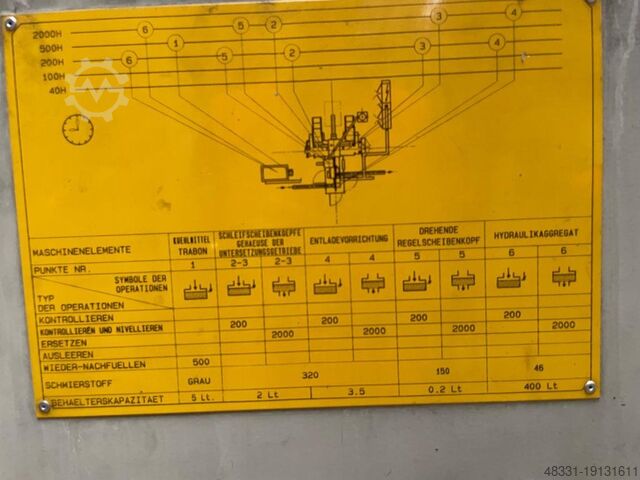 2000H
500H
200H
100H
40H
6 1 5 2 3 4
6 5 2 3 4
MASCHINENELEMENTE KUEHLMITTEL TRABON SCHLEIFSCHEIBENKOEPFE GEHAEUSE DER UNTERSETZUNGSGETRIEBE ENTLADEVORRICHTUNG DREHENDE REGELSCHEIBENKOPF HYDRAULIKAGGREGAT
PUNKTE NR. 1 2-3 2-3 4 4 5 5 6 6
SYMBOLE DER OPERATIONEN
TYP
DER OPERATIONEN
KONTROLLIEREN 200 200 200 200
KONTROLLIEREN UND NIVELLIEREN
ERSETZEN 2000 2000 2000 2000
AUSLEEREN
WIEDER-NACHFUELLEN 500
SCHMIERSTOFF GRAU 320 150 46
BEHAELTERSKAPAZITAET 5 Lt. 2 Lt 3.5 0.2 Lt 400 Lt
48331-19131611